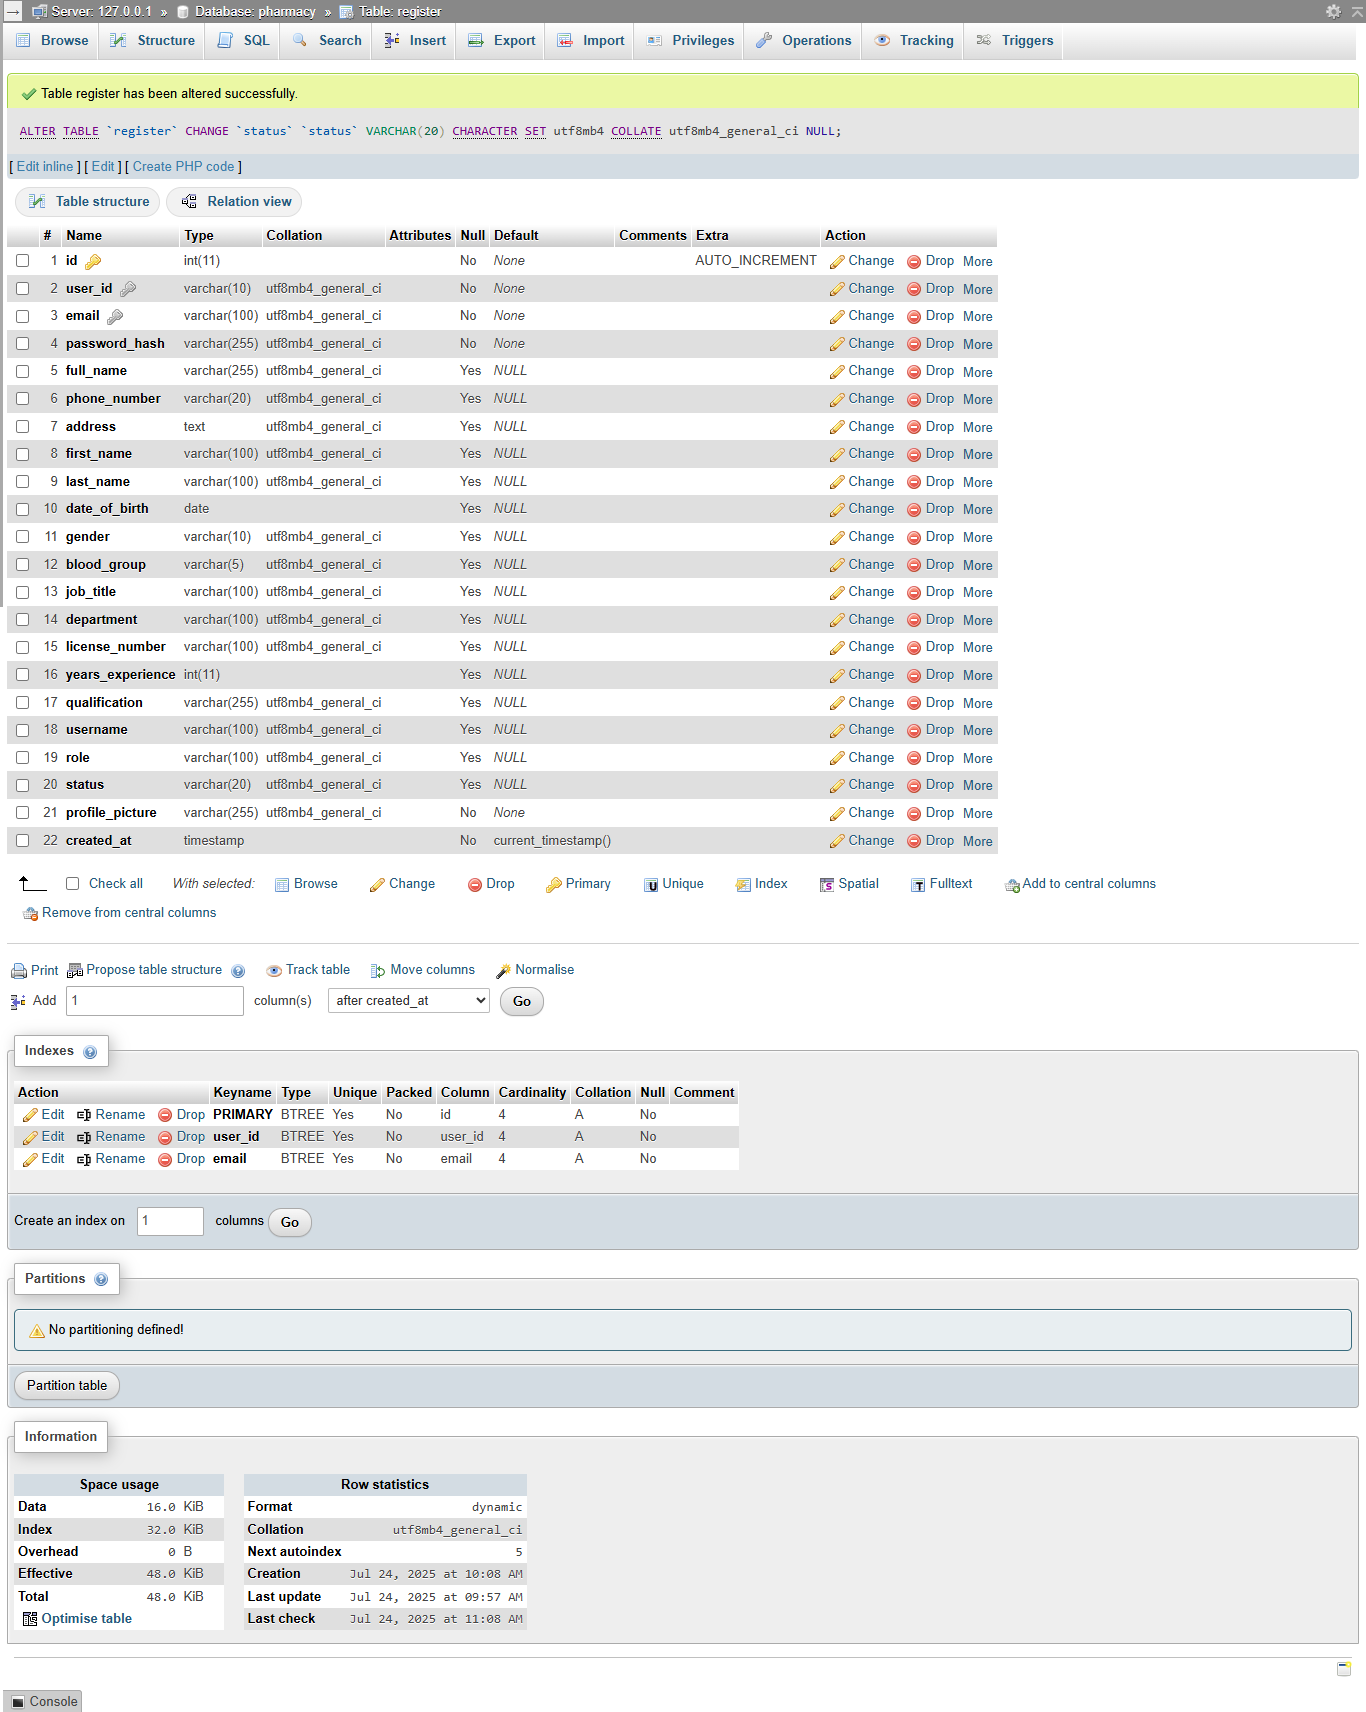 Server: 127.0.0.1 » Database: pharmacy » Table: register
Browse Structure SQL Search Insert Export Import Privileges Operations Tracking Triggers
Table register has been altered successfully.
ALTER TABLE `register` CHANGE `status` `status` VARCHAR(20) CHARACTER SET utf8mb4 COLLATE utf8mb4_general_ci NULL;
[ Edit inline ] [ Edit ] [ Create PHP code ]
Table structure Relation view
# Name Type Collation Attributes Null Default Comments Extra Action
1 id int(11) No None AUTO_INCREMENT Change Drop More
2 user_id varchar(10) utf8mb4_general_ci No None Change Drop More
3 email varchar(100) utf8mb4_general_ci No None Change Drop More
4 password_hash varchar(255) utf8mb4_general_ci No None Change Drop More
5 full_name varchar(255) utf8mb4_general_ci Yes NULL Change Drop More
6 phone_number varchar(20) utf8mb4_general_ci Yes NULL Change Drop More
7 address text utf8mb4_general_ci Yes NULL Change Drop More
8 first_name varchar(100) utf8mb4_general_ci Yes NULL Change Drop More
9 last_name varchar(100) utf8mb4_general_ci Yes NULL Change Drop More
10 date_of_birth date Yes NULL Change Drop More
11 gender varchar(10) utf8mb4_general_ci Yes NULL Change Drop More
12 blood_group varchar(5) utf8mb4_general_ci Yes NULL Change Drop More
13 job_title varchar(100) utf8mb4_general_ci Yes NULL Change Drop More
14 department varchar(100) utf8mb4_general_ci Yes NULL Change Drop More
15 license_number varchar(100) utf8mb4_general_ci Yes NULL Change Drop More
16 years_experience int(11) Yes NULL Change Drop More
17 qualification varchar(255) utf8mb4_general_ci Yes NULL Change Drop More
18 username varchar(100) utf8mb4_general_ci Yes NULL Change Drop More
19 role varchar(100) utf8mb4_general_ci Yes NULL Change Drop More
20 status varchar(20) utf8mb4_general_ci Yes NULL Change Drop More
21 profile_picture varchar(255) utf8mb4_general_ci No None Change Drop More
22 created_at timestamp No current_timestamp() Change Drop More
Check all With selected: Browse Change Drop Primary Unique Index Spatial Fulltext Add to central columns
Remove from central columns
Print Propose table structure Track table Move columns Normalise
Add 1 column(s) after created_at Go
Indexes
Action Keyname Type Unique Packed Column Cardinality Collation Null Comment
Edit Rename Drop PRIMARY BTREE Yes No id 4 A No
Edit Rename Drop user_id BTREE Yes No user_id 4 A No
Edit Rename Drop email BTREE Yes No email 4 A No
Create an index on 1 columns Go
Partitions
No partitioning defined!
Partition table
Information
Space usage Row statistics
Data 16.0 KiB Format dynamic
Index 32.0 KiB Collation utf8mb4_general_ci
Overhead 0 B Next autoindex 5
Effective 48.0 KiB Creation Jul 24, 2025 at 10:08 AM
Total 48.0 KiB Last update Jul 24, 2025 at 09:57 AM
Optimise table Last check Jul 24, 2025 at 11:08 AM
Console